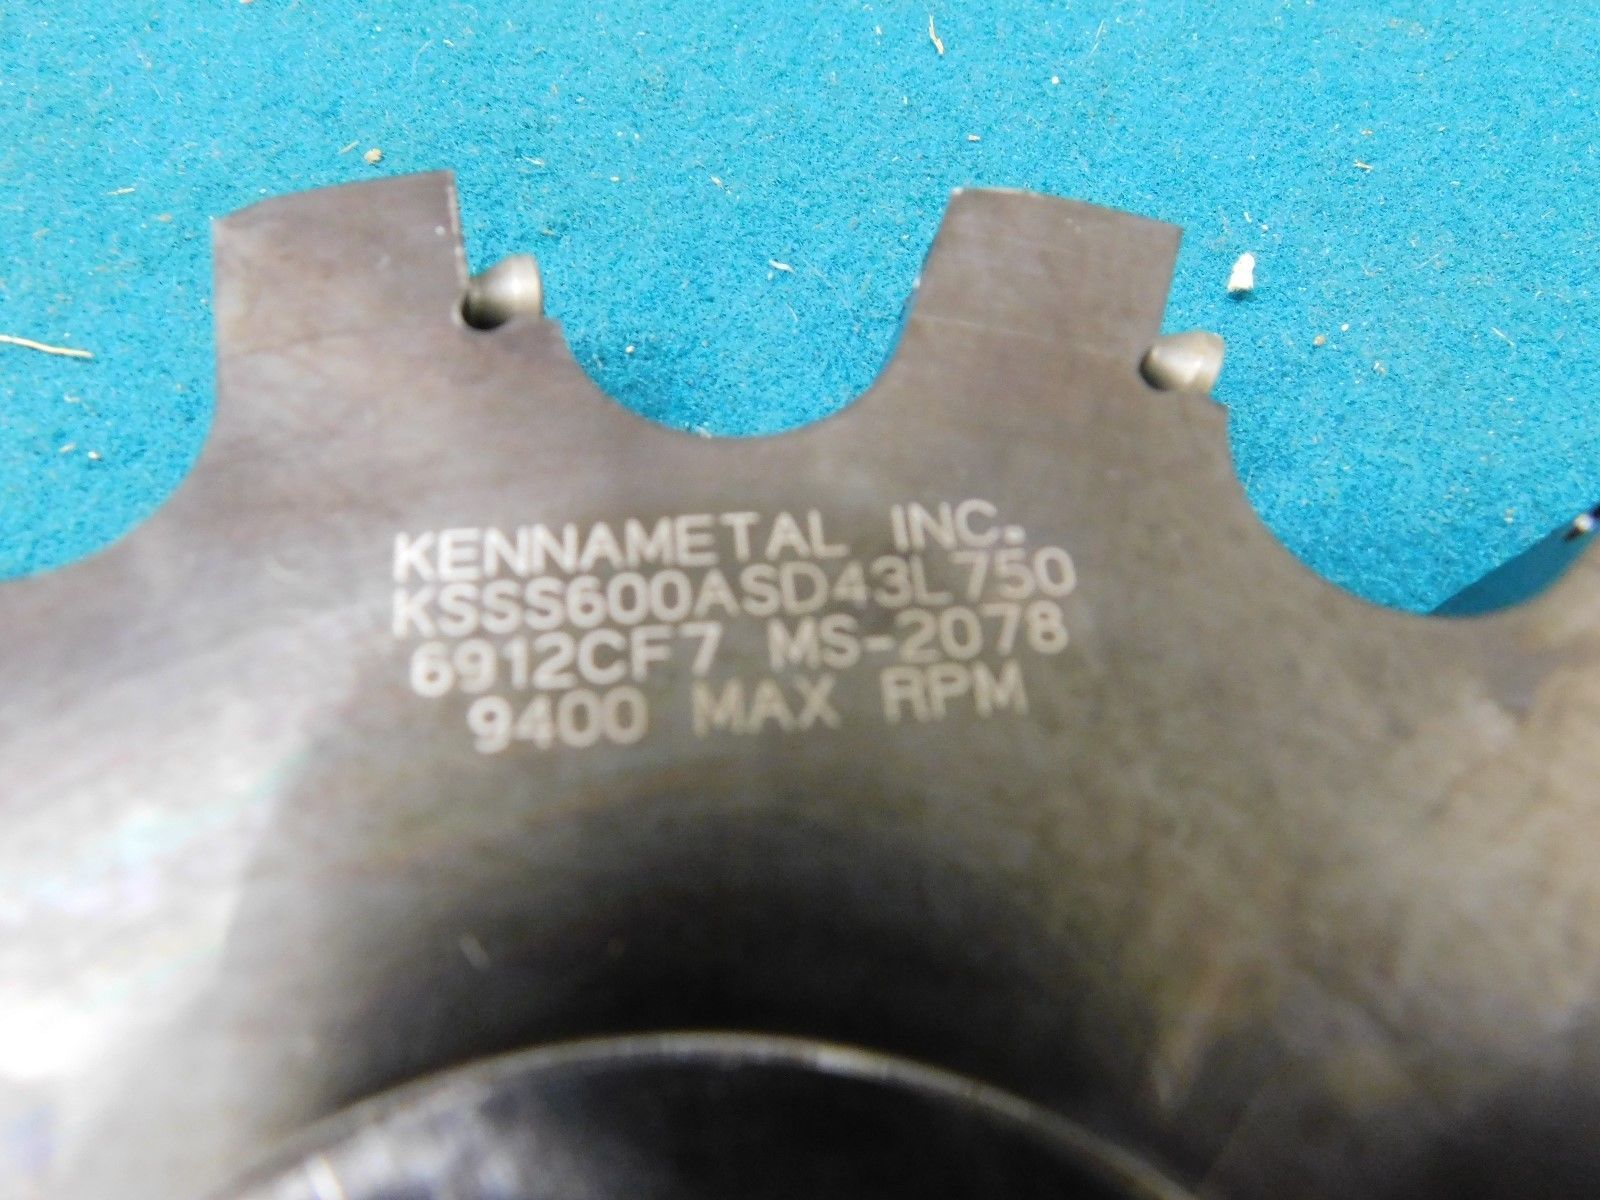 KENNAMETAL INC.
KSSS600ASD43L750
6912CF7 MS-2078
9400 MAX RPM